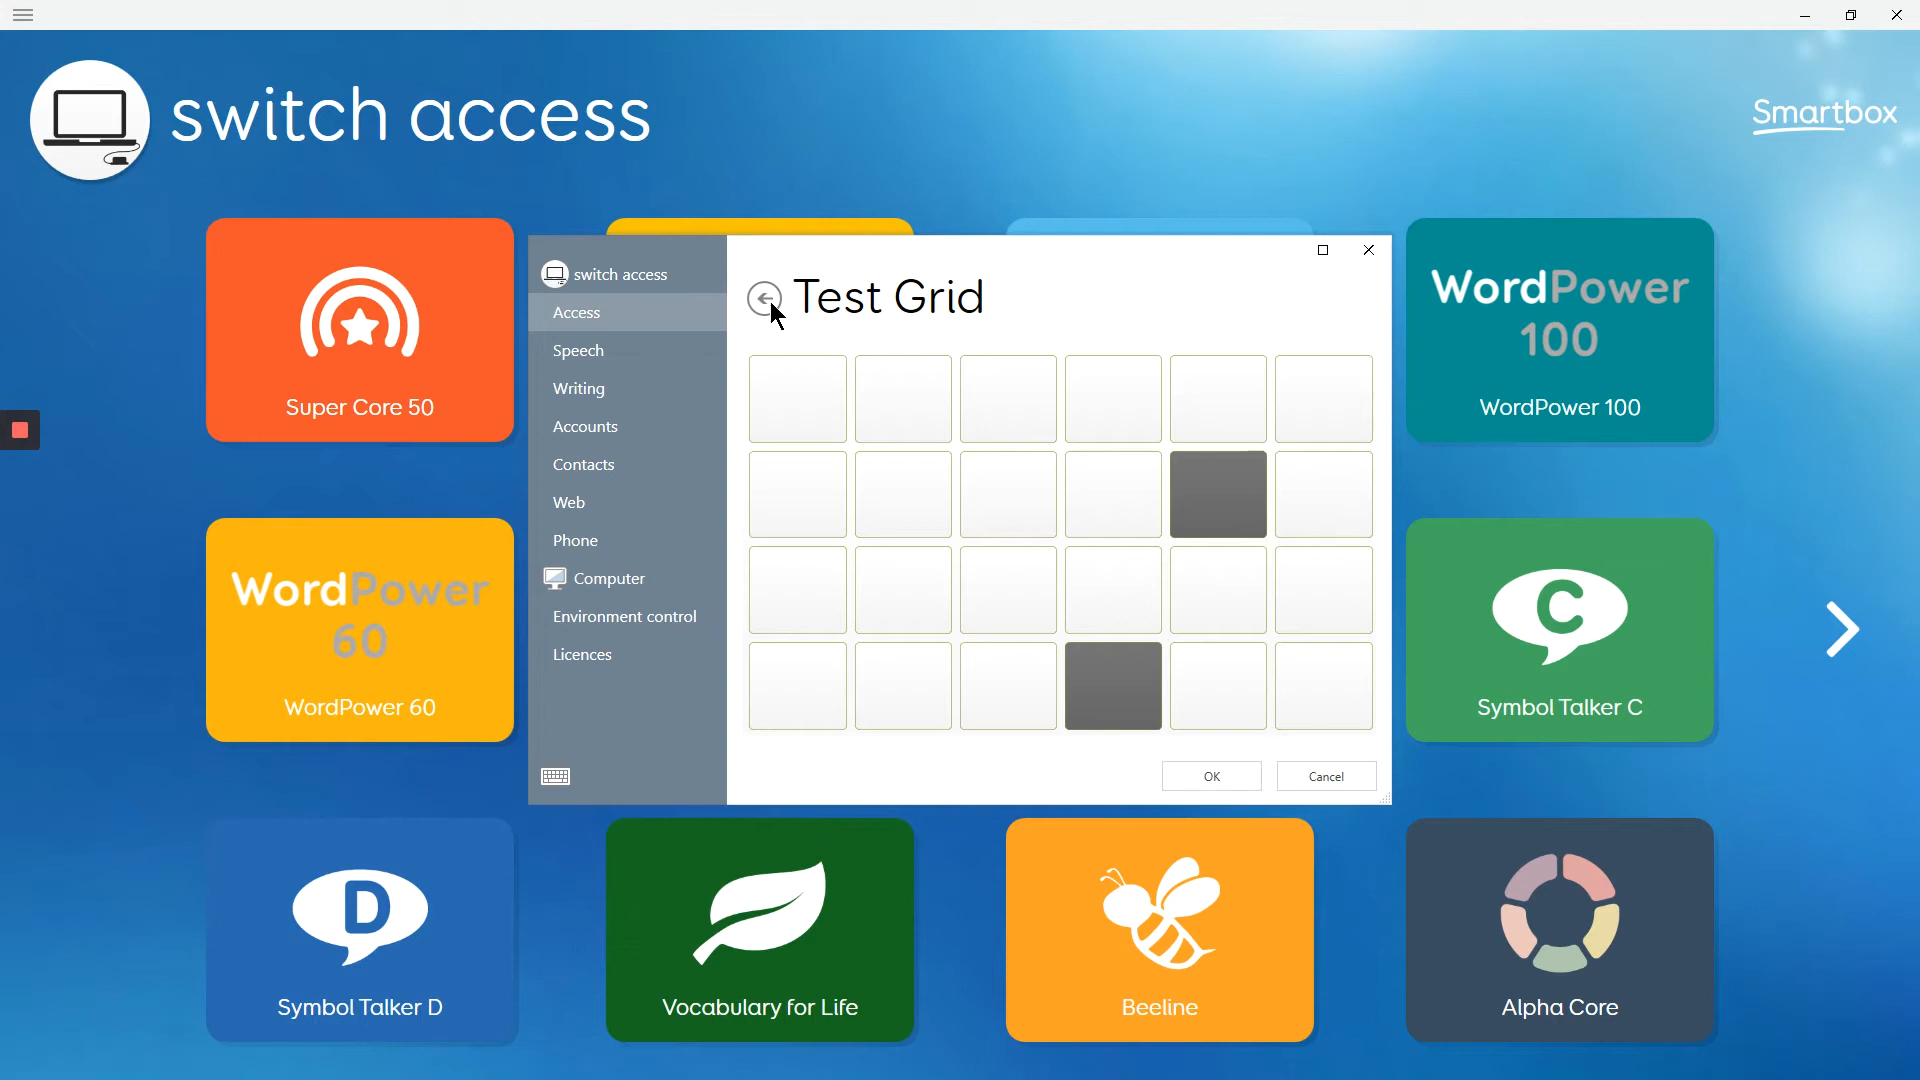 switch access
Smartbox
Super Core 50
WordPower
100
WordPower 100
switch access
Access
Speech
Writing
Accounts
Contacts
Web
Phone
Computer
Environment control
Licences
Test Grid
OK
Cancel
WordPower
60
WordPower 60
C
Symbol Talker C
D
Symbol Talker D
Vocabulary for Life
Beeline
Alpha Core